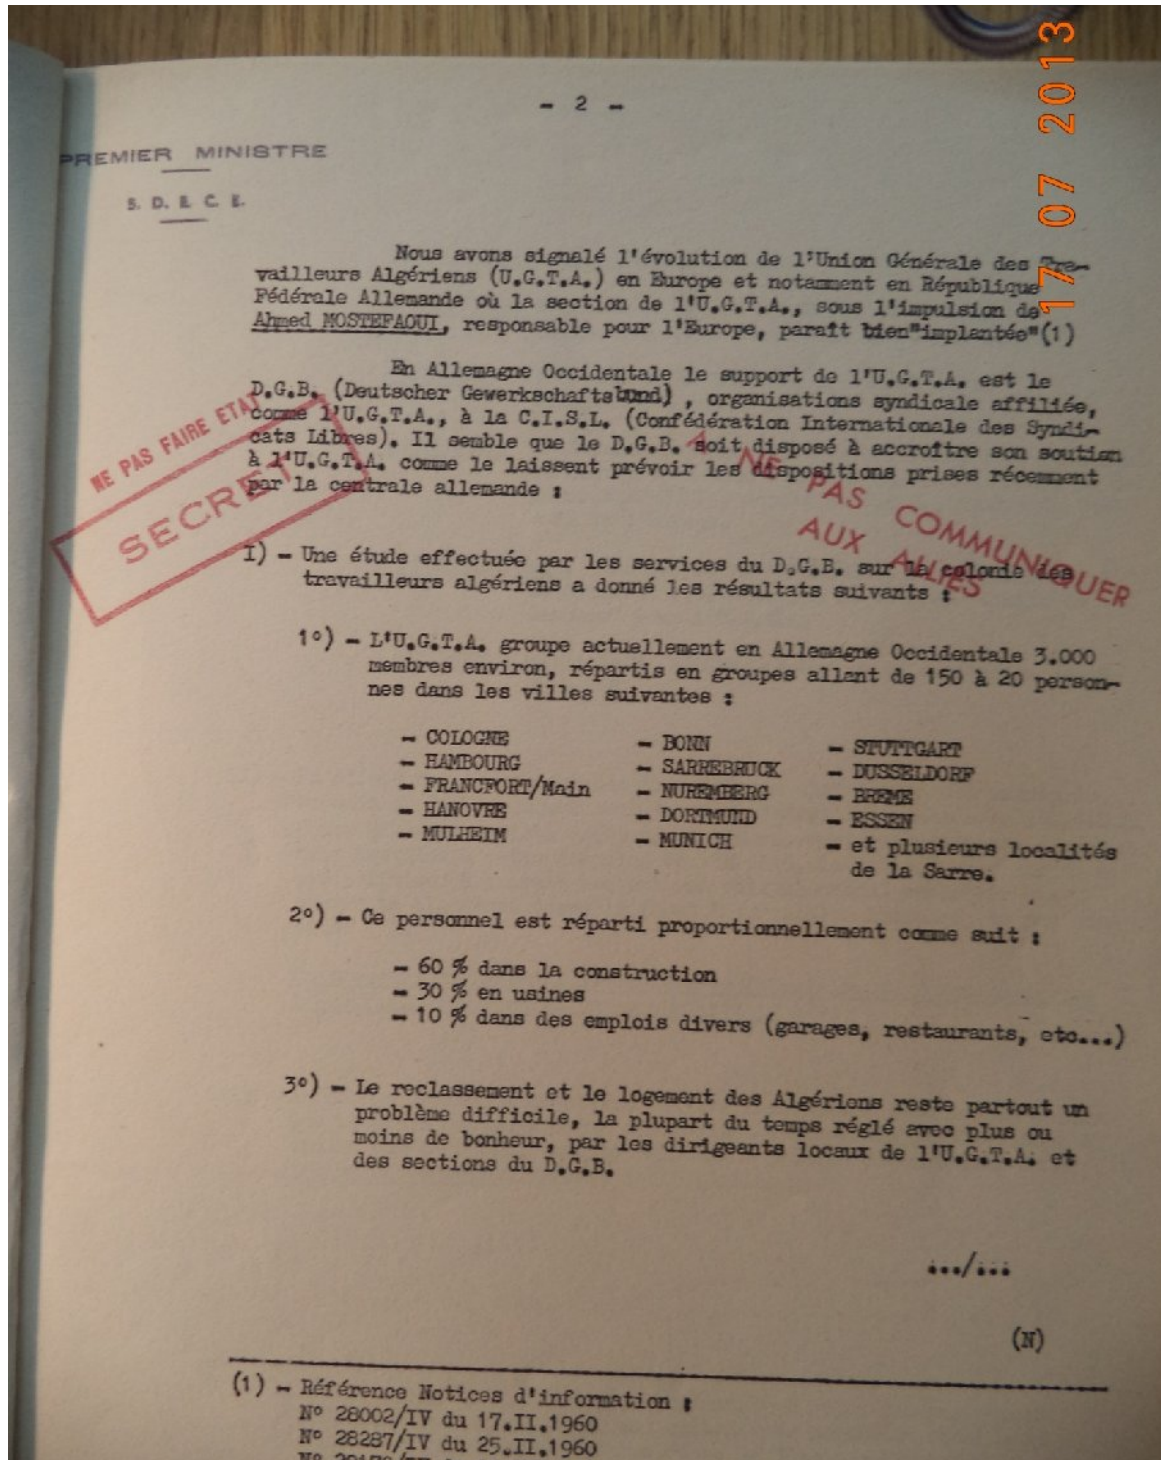 - 2 -
17 07 2013
PREMIER MINISTRE
S. D. E. C. E.
Nous avons signalé l'évolution de l'Union Générale des Tra-
vailleurs Algériens (U.G.T.A.) en Europe et notamment en République
Fédérale Allemande où la section de l'U.G.T.A., sous l'impulsion de
Ahmed MOSTEFAOUI, responsable pour l'Europe, paraît bien"implantée"(1)
En Allemagne Occidentale le support de l'U.G.T.A. est le
D.G.B. (Deutscher Gewerkschaftsbund) , organisations syndicale affiliée,
comme l'U.G.T.A., à la C.I.S.L. (Confédération Internationale des Syndi-
cats Libres). Il semble que le D.G.B. soit disposé à accroître son soutien
à l'U.G.T.A. comme le laissent prévoir les dispositions prises récemment
par la centrale allemande :
NE PAS FAIRE ETAT
SECRET
A NE PAS COMMUNIQUER
AUX ALLIES
I) - Une étude effectuée par les services du D.G.B. sur la colonie des
travailleurs algériens a donné les résultats suivants :
1°) - L'U.G.T.A. groupe actuellement en Allemagne Occidentale 3.000
membres environ, répartis en groupes allant de 150 à 20 person-
nes dans les villes suivantes :
- COLOGNE - BONN - STUTTGART
- HAMBOURG - SARREBRUCK - DUSSELDORF
- FRANCFORT/Main - NUREMBERG - BREME
- HANOVRE - DORTMUND - ESSEN
- MULHEIM - MUNICH - et plusieurs localités
de la Sarre.
2°) - Ce personnel est réparti proportionnellement comme suit :
- 60 % dans la construction
- 30 % en usines
- 10 % dans des emplois divers (garages, restaurants, etc...)
3°) - Le reclassement et le logement des Algériens reste partout un
problème difficile, la plupart du temps réglé avec plus ou
moins de bonheur, par les dirigeants locaux de l'U.G.T.A. et
des sections du D.G.B.
.../...
(N)
(1) - Référence Notices d'information :
N° 28002/IV du 17.II.1960
N° 28287/IV du 25.II.1960